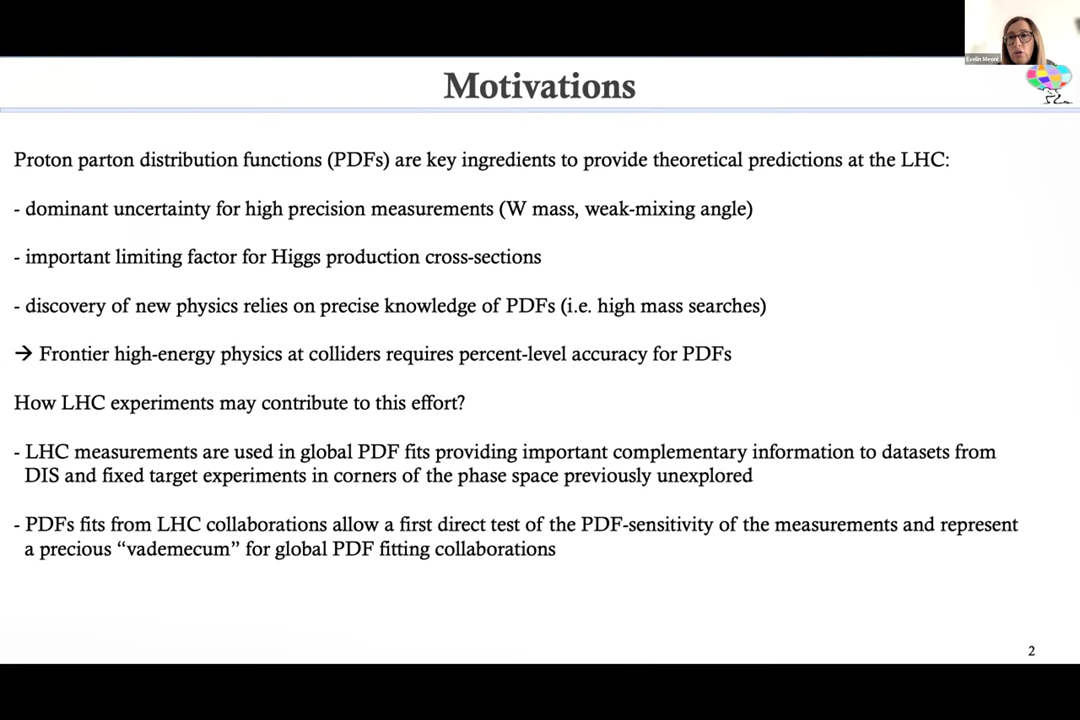 Evelin Meoni
Motivations
Proton parton distribution functions (PDFs) are key ingredients to provide theoretical predictions at the LHC:
- dominant uncertainty for high precision measurements (W mass, weak-mixing angle)
- important limiting factor for Higgs production cross-sections
- discovery of new physics relies on precise knowledge of PDFs (i.e. high mass searches)
→ Frontier high-energy physics at colliders requires percent-level accuracy for PDFs
How LHC experiments may contribute to this effort?
- LHC measurements are used in global PDF fits providing important complementary information to datasets from
DIS and fixed target experiments in corners of the phase space previously unexplored
- PDFs fits from LHC collaborations allow a first direct test of the PDF-sensitivity of the measurements and represent
a precious “vademecum” for global PDF fitting collaborations
2